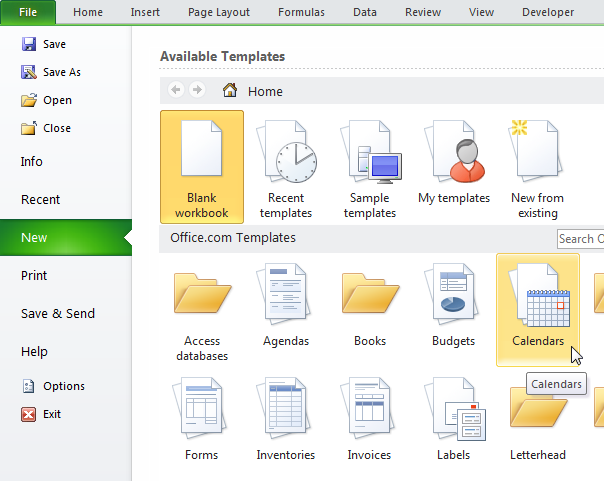 File Home Insert Page Layout Formulas Data Review View Developer
Save
Save As
Open
Close
Info
Recent
New
Print
Save & Send
Help
Options
Exit
Available Templates
Home
Blank workbook
Recent templates
Sample templates
My templates
New from existing
Office.com Templates
Search O
Access databases
Agendas
Books
Budgets
Calendars
Calendars
Forms
Inventories
Invoices
Labels
Letterhead